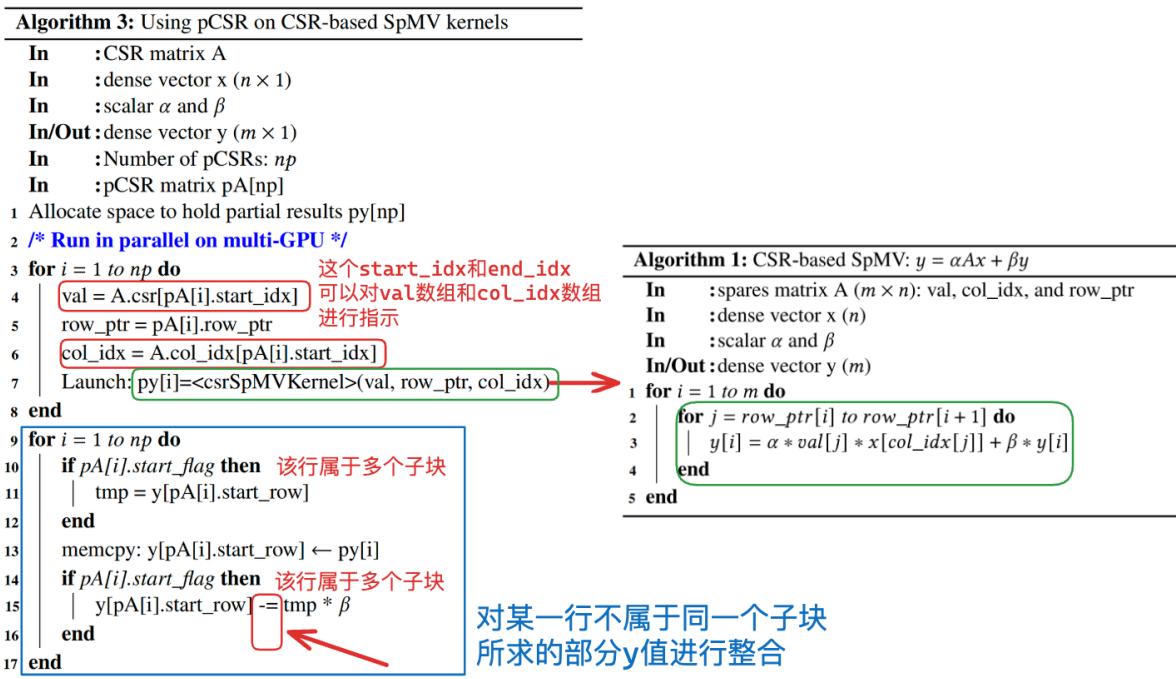 Algorithm 3: Using pCSR on CSR-based SpMV kernels
In :CSR matrix A
In :dense vector x (n × 1)
In :scalar α and β
In/Out :dense vector y (m × 1)
In :Number of pCSRs: np
In :pCSR matrix pA[np]
1 Allocate space to hold partial results py[np]
2 /* Run in parallel on multi-GPU */
3 for i = 1 to np do
4 val = A.csr[pA[i].start_idx]
5 row_ptr = pA[i].row_ptr
6 col_idx = A.col_idx[pA[i].start_idx]
7 Launch: py[i]=<csrSpMVKernel>(val, row_ptr, col_idx)
8 end
9 for i = 1 to np do
10 if pA[i].start_flag then
11 tmp = y[pA[i].start_row]
12 end
13 memcpy: y[pA[i].start_row] ← py[i]
14 if pA[i].start_flag then
15 y[pA[i].start_row] -= tmp * β
16 end
17 end
这个start_idx和end_idx
可以对val数组和col_idx数组
进行指示
该行属于多个子块
该行属于多个子块
对某一行不属于同一个子块
所求的部分y值进行整合
Algorithm 1: CSR-based SpMV: y = αAx + βy
In :spares matrix A (m × n): val, col_idx, and row_ptr
In :dense vector x (n)
In :scalar α and β
In/Out :dense vector y (m)
1 for i = 1 to m do
2 for j = row_ptr[i] to row_ptr[i + 1] do
3 y[i] = α * val[j] * x[col_idx[j]] + β * y[i]
4 end
5 end